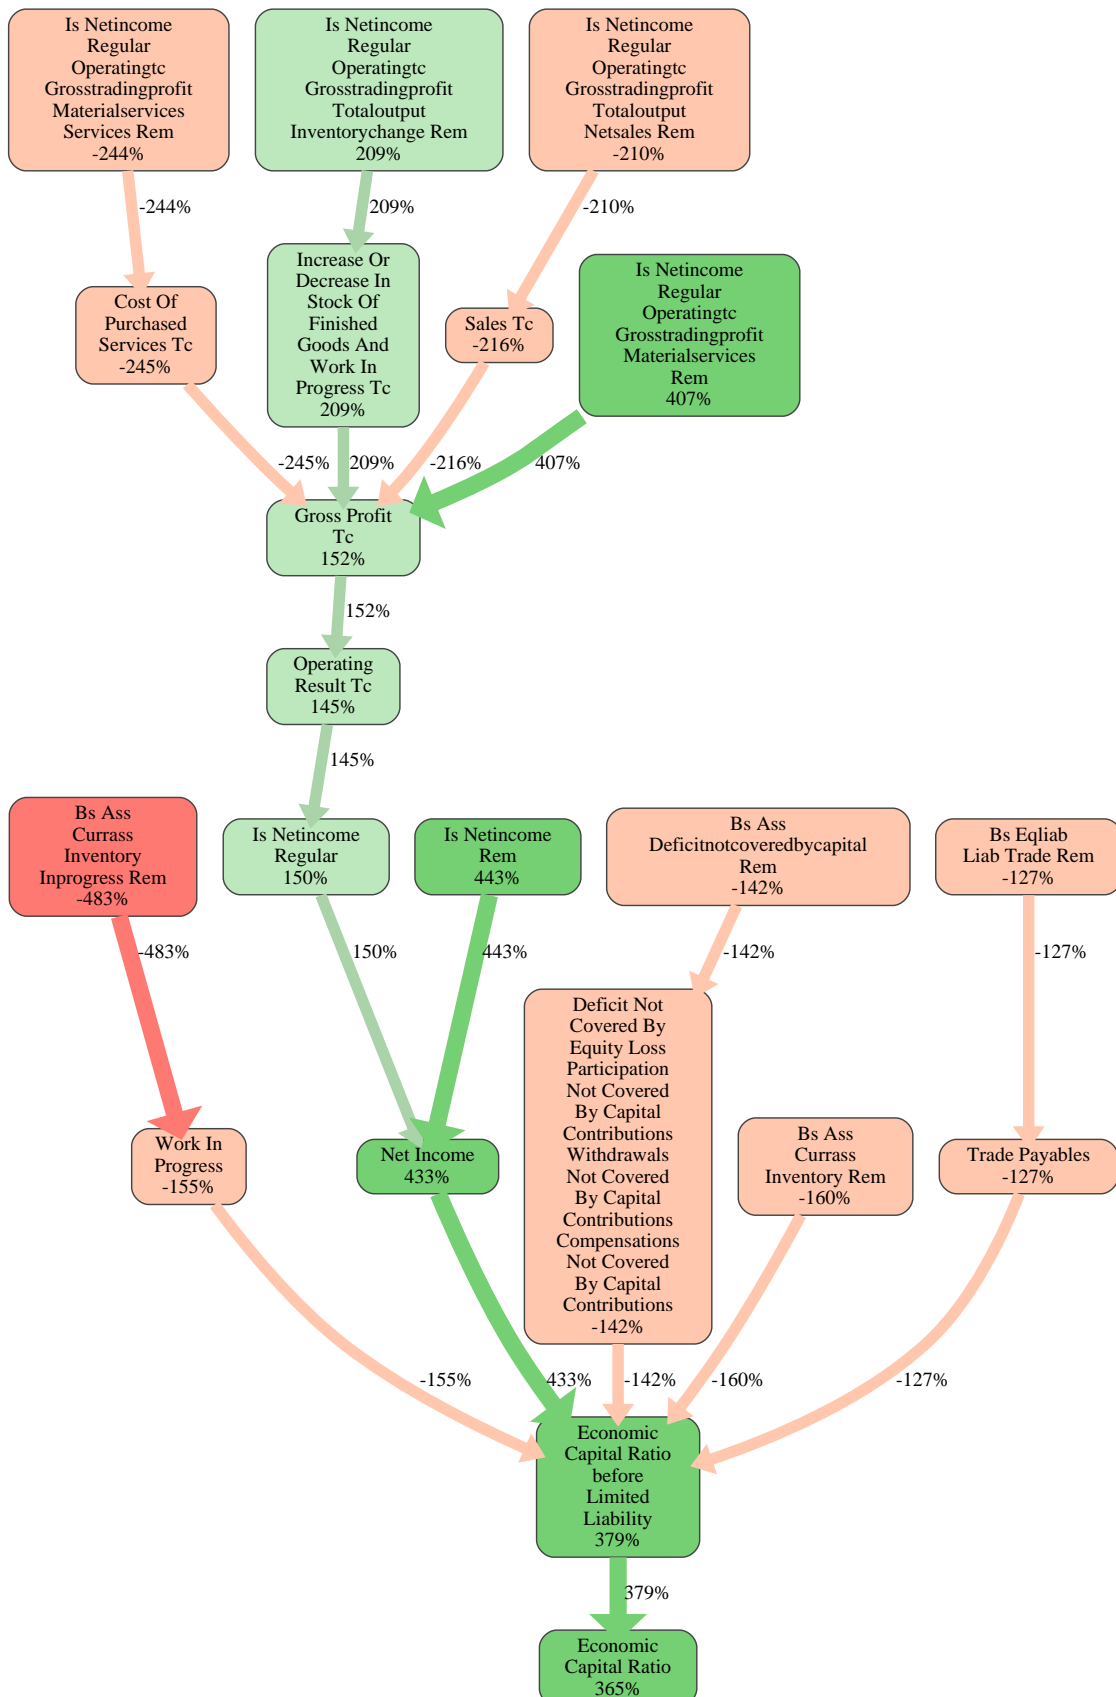 Is Netincome
Regular
Operatingtc
Grosstradingprofit
Materialservices
Services Rem
-244%
Is Netincome
Regular
Operatingtc
Grosstradingprofit
Totaloutput
Inventorychange Rem
209%
Is Netincome
Regular
Operatingtc
Grosstradingprofit
Totaloutput
Netsales Rem
-210%
-244%
209%
-210%
Cost Of
Purchased
Services Tc
-245%
Increase Or
Decrease In
Stock Of
Finished
Goods And
Work In
Progress Tc
209%
Sales Tc
-216%
Is Netincome
Regular
Operatingtc
Grosstradingprofit
Materialservices
Rem
407%
-245%
209%
-216%
407%
Gross Profit
Tc
152%
152%
Operating
Result Tc
145%
145%
Bs Ass
Currass
Inventory
Inprogress Rem
-483%
Is Netincome
Regular
150%
Is Netincome
Rem
443%
Bs Ass
Deficitnotcoveredbycapital
Rem
-142%
Bs Eqliab
Liab Trade Rem
-127%
-483%
150%
443%
-142%
-127%
Work In
Progress
-155%
Net Income
433%
Deficit Not
Covered By
Equity Loss
Participation
Not Covered
By Capital
Contributions
Withdrawals
Not Covered
By Capital
Contributions
Compensations
Not Covered
By Capital
Contributions
-142%
Bs Ass
Currass
Inventory Rem
-160%
Trade Payables
-127%
-155%
433%
-142%
-160%
-127%
Economic
Capital Ratio
before
Limited
Liability
379%
379%
Economic
Capital Ratio
365%